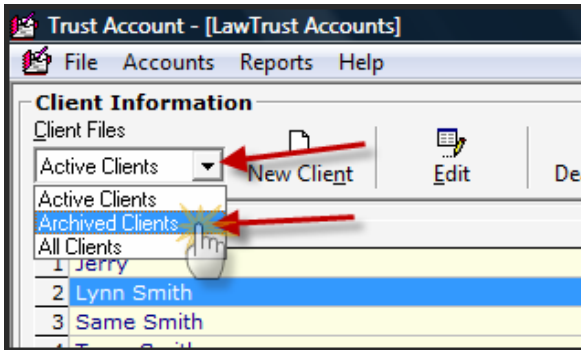 Trust Account - [LawTrust Accounts]
File Accounts Reports Help
Client Information
Client Files
Active Clients
New Client Edit
Active Clients
Archived Clients
All Clients
1 Jerry
2 Lynn Smith
3 Same Smith